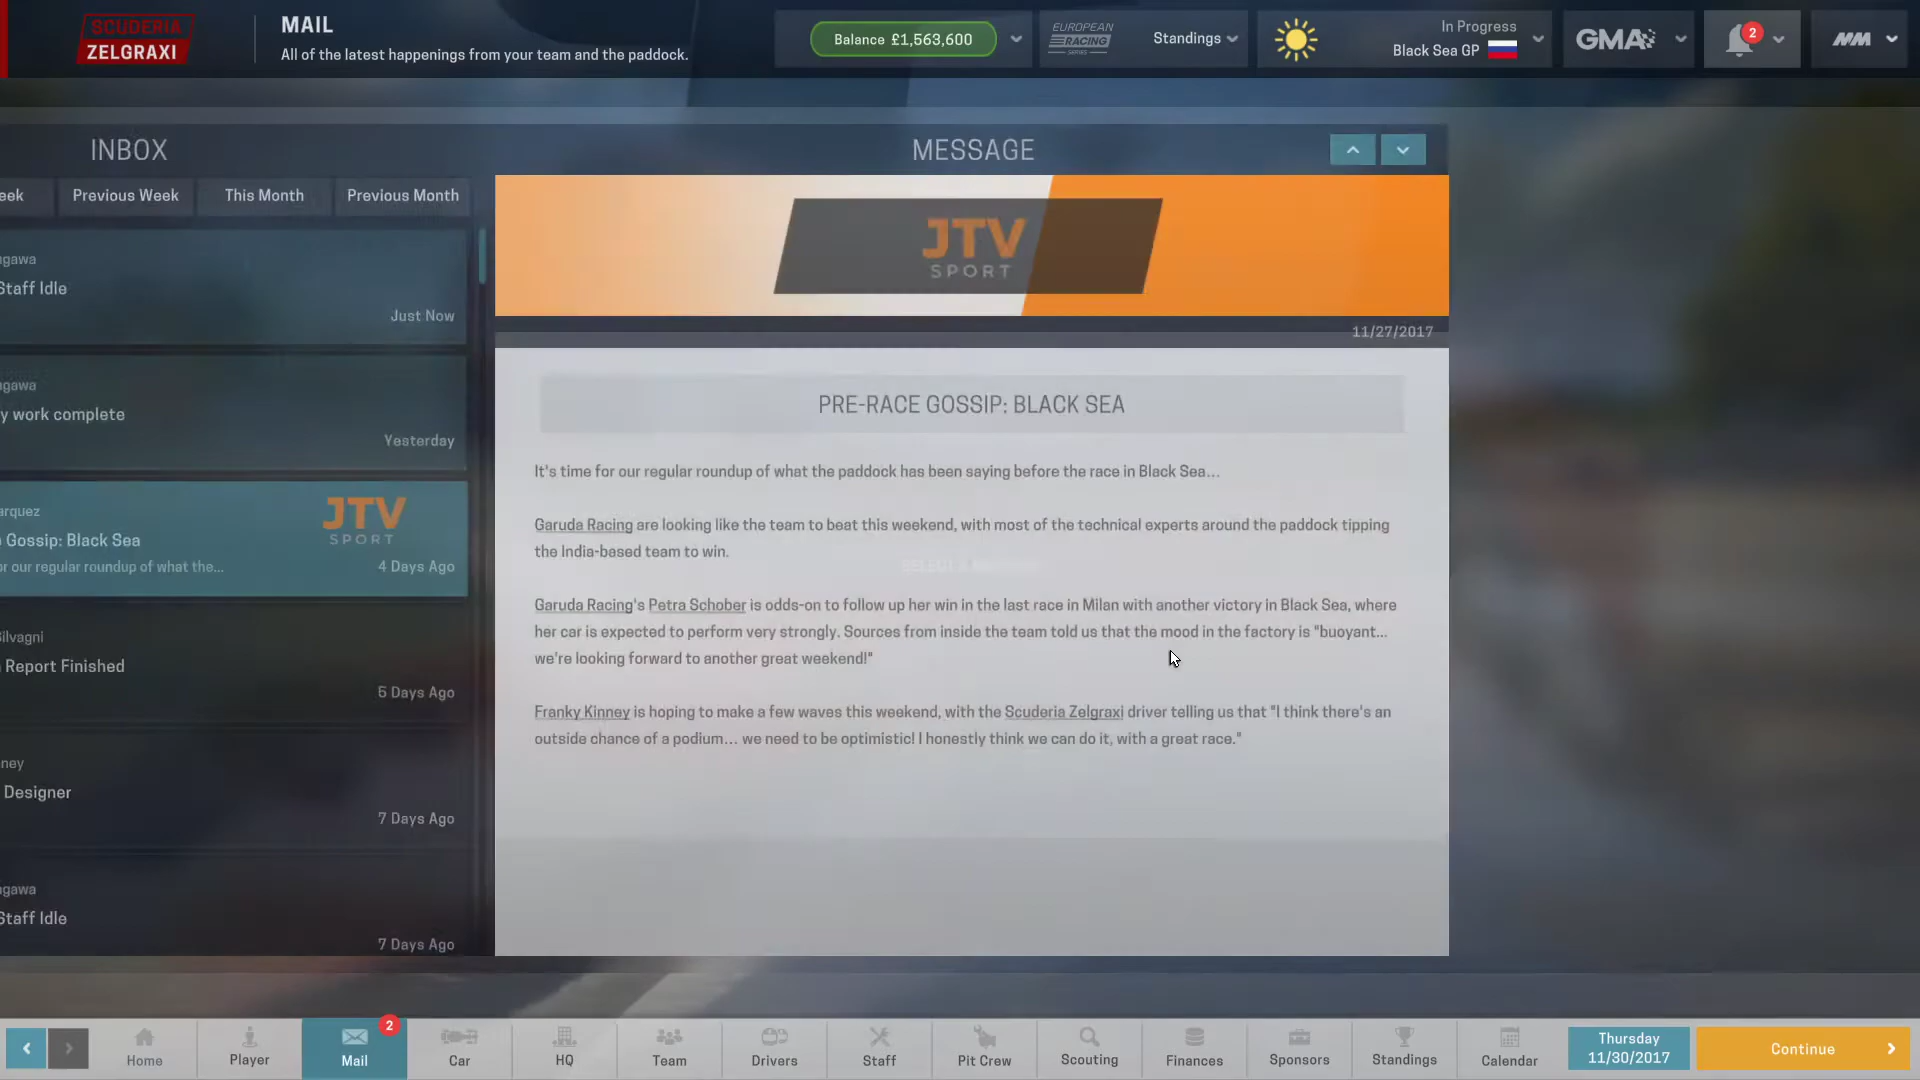 SCUDERIA
ZELGRAXI
MAIL
All of the latest happenings from your team and the paddock.
Balance £1,563,600
EUROPEAN
RACING
SERIES
Standings
In Progress
Black Sea GP
GMA
2
INBOX
eek
Previous Week
This Month
Previous Month
MESSAGE
gawa
Staff Idle
Just Now
agawa
y work complete
Yesterday
arquez
Gossip: Black Sea
or our regular roundup of what the...
JTV
SPORT
4 Days Ago
Silvagni
Report Finished
5 Days Ago
ney
Designer
7 Days Ago
agawa
Staff Idle
7 Days Ago
JTV
SPORT
11/27/2017
PRE-RACE GOSSIP: BLACK SEA
It's time for our regular roundup of what the paddock has been saying before the race in Black Sea...
Garuda Racing are looking like the team to beat this weekend, with most of the technical experts around the paddock tipping
the India-based team to win.
Garuda Racing's Petra Schober is odds-on to follow up her win in the last race in Milan with another victory in Black Sea, where
her car is expected to perform very strongly. Sources from inside the team told us that the mood in the factory is "buoyant...
we're looking forward to another great weekend!"
Franky Kinney is hoping to make a few waves this weekend, with the Scuderia Zelgraxi driver telling us that "I think there's an
outside chance of a podium... we need to be optimistic! I honestly think we can do it, with a great race."
Home
Player
Mail
2
Car
HQ
Team
Drivers
Staff
Pit Crew
Scouting
Finances
Sponsors
Standings
Calendar
Thursday
11/30/2017
Continue